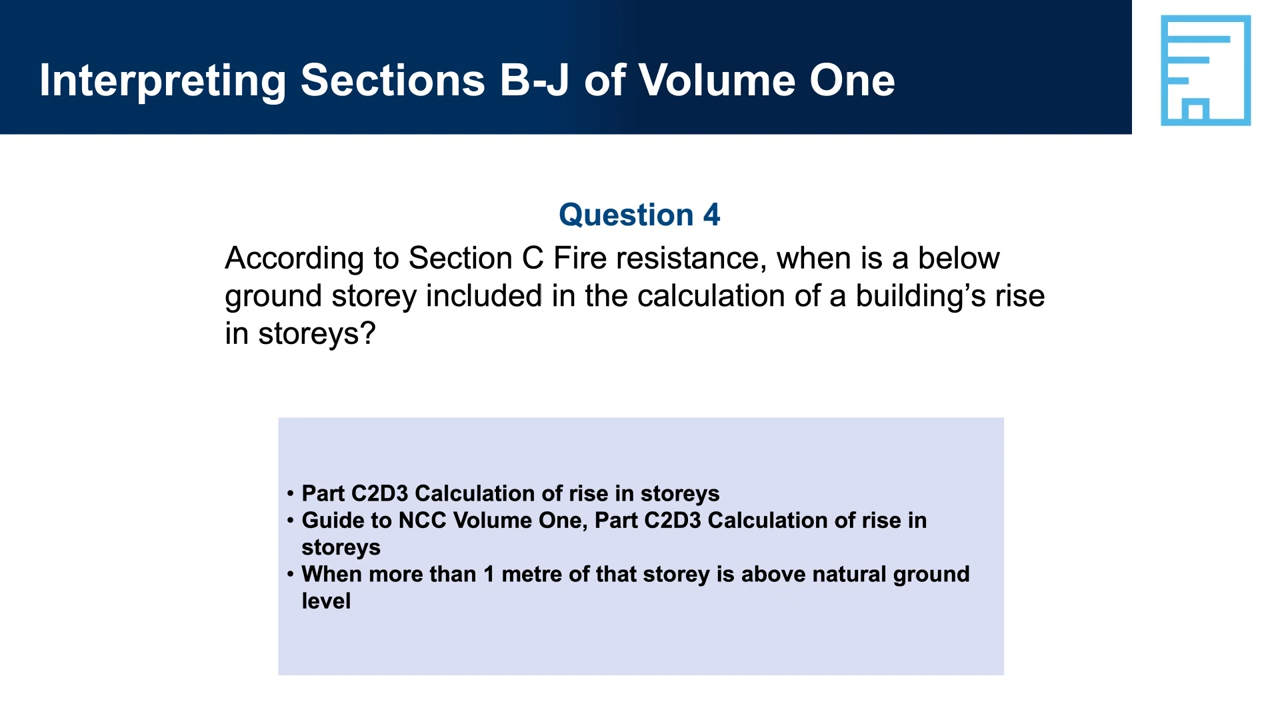 Interpreting Sections B-J of Volume One
Question 4
According to Section C Fire resistance, when is a below
ground storey included in the calculation of a building’s rise
in storeys?
• Part C2D3 Calculation of rise in storeys
• Guide to NCC Volume One, Part C2D3 Calculation of rise in
storeys
• When more than 1 metre of that storey is above natural ground
level